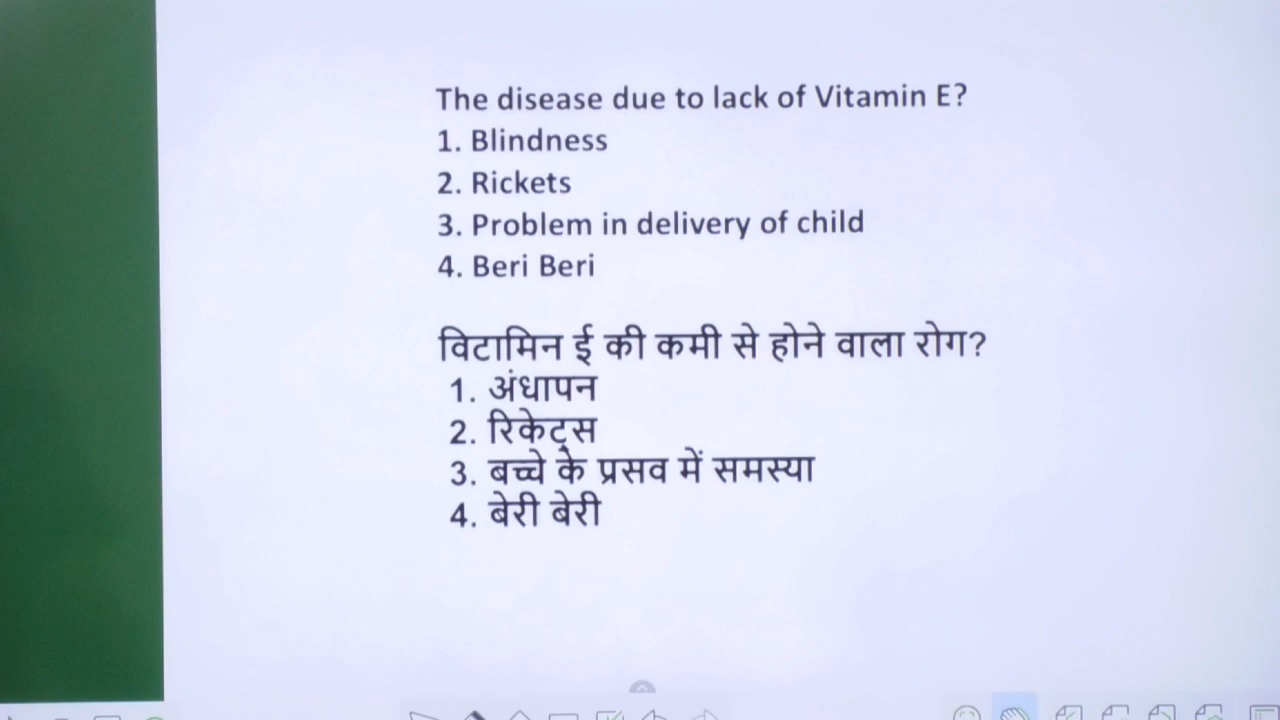 The disease due to lack of Vitamin E?
1. Blindness
2. Rickets
3. Problem in delivery of child
4. Beri Beri
विटामिन ई की कमी से होने वाला रोग?
1. अंधापन
2. रिकेट्स
3. बच्चे के प्रसव में समस्या
4. बेरी बेरी